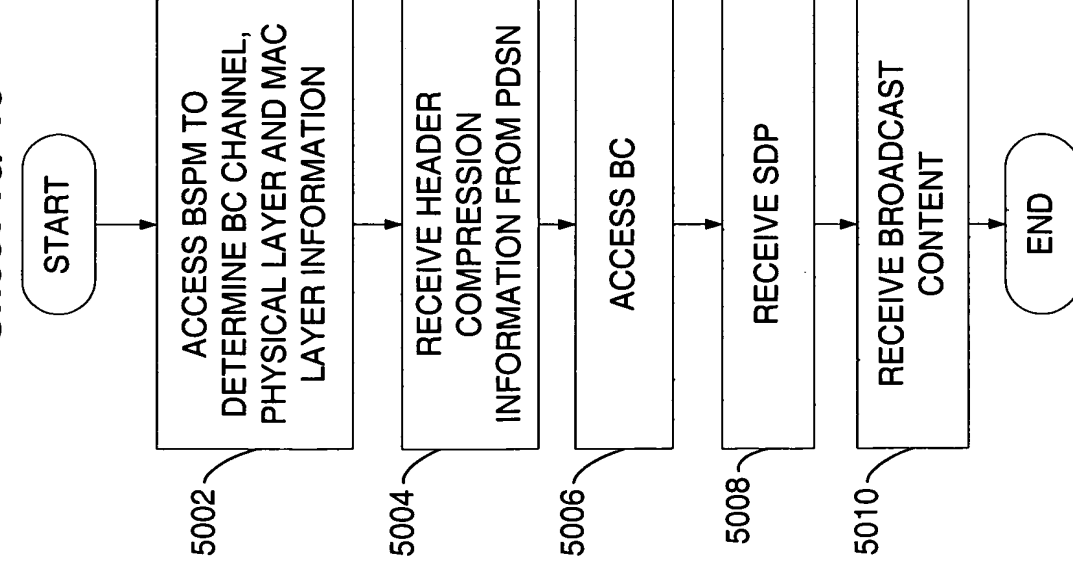 START
ACCESS BSPM TO
DETERMINE BC CHANNEL,
PHYSICAL LAYER AND MAC
LAYER INFORMATION
5002
RECEIVE HEADER
COMPRESSION
INFORMATION FROM PDSN
5004
ACCESS BC
5006
RECEIVE SDP
5008
RECEIVE BROADCAST
CONTENT
5010
END